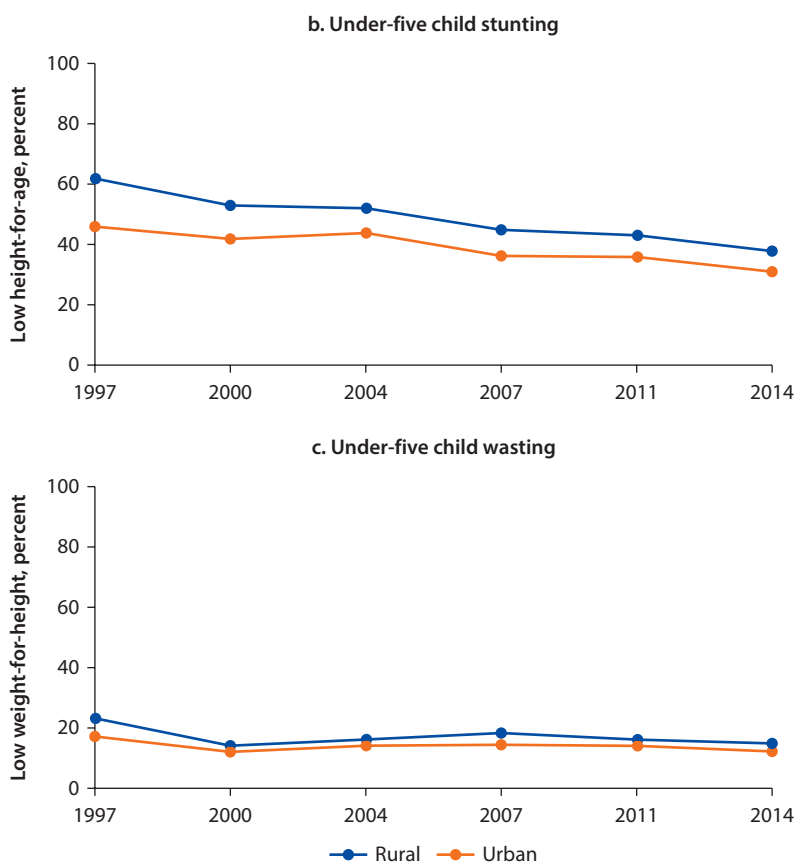 b. Under-five child stunting
Low height-for-age, percent
100
80
60
40
20
0
1997 2000 2004 2007 2011 2014
c. Under-five child wasting
Low weight-for-height, percent
100
80
60
40
20
0
1997 2000 2004 2007 2011 2014
Rural Urban